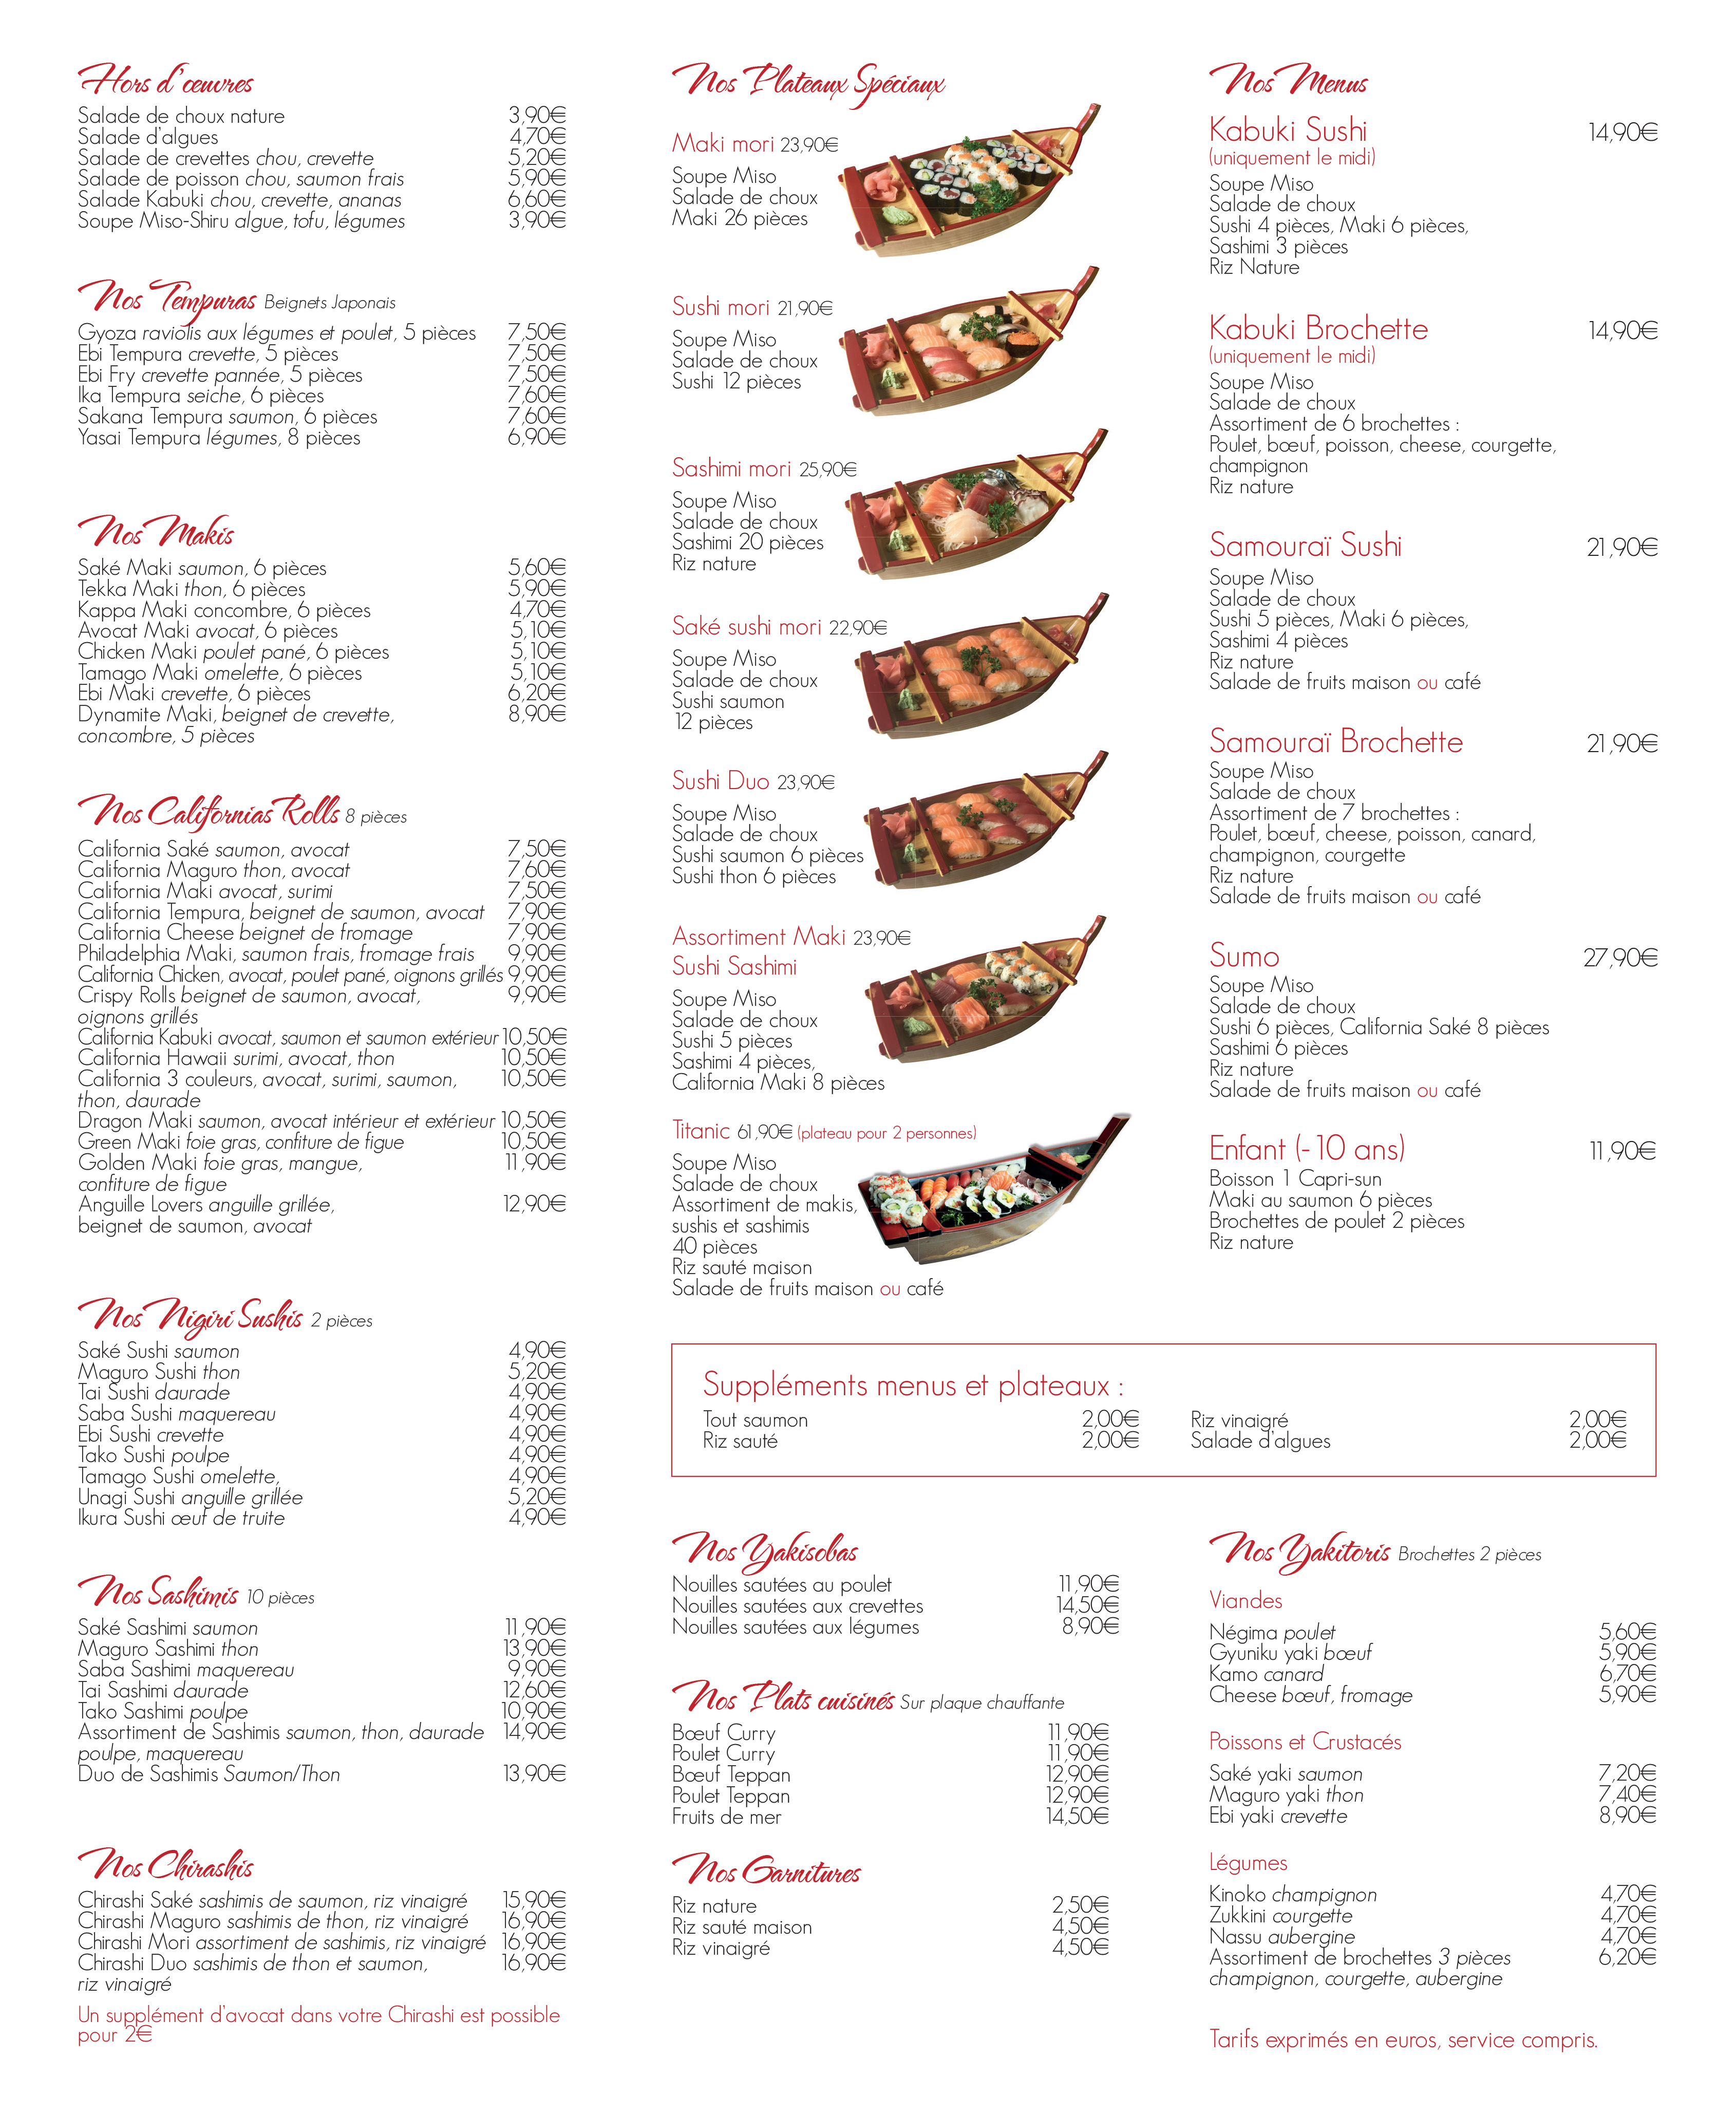 Hors d'œuvres
Salade de choux nature 3,90€
Salade d'algues 4,70€
Salade de crevettes chou, crevette 5,20€
Salade de poisson chou, saumon frais 5,90€
Salade Kabuki chou, crevette, ananas 6,60€
Soupe Miso-Shiru algue, tofu, légumes 3,90€
Nos Tempuras Beignets Japonais
Gyoza raviolis aux légumes et poulet, 5 pièces 7,50€
Ebi Tempura crevette, 5 pièces 7,50€
Ebi Fry crevette pannée, 5 pièces 7,50€
Ika Tempura seiche, 6 pièces 7,60€
Sakana Tempura saumon, 6 pièces 7,60€
Yasai Tempura légumes, 8 pièces 6,90€
Nos Makis
Saké Maki saumon, 6 pièces 5,60€
Tekka Maki thon, 6 pièces 5,90€
Kappa Maki concombre, 6 pièces 4,70€
Avocat Maki avocat, 6 pièces 5,10€
Chicken Maki poulet pané, 6 pièces 5,10€
Tamago Maki omelette, 6 pièces 5,10€
Ebi Maki crevette, 6 pièces 6,20€
Dynamite Maki, beignet de crevette, 8,90€
concombre, 5 pièces
Nos Californias Rolls 8 pièces
California Saké saumon, avocat 7,50€
California Maguro thon, avocat 7,60€
California Maki avocat, surimi 7,50€
California Tempura, beignet de saumon, avocat 7,90€
California Cheese beignet de fromage 7,90€
Philadelphia Maki, saumon frais, fromage frais 9,90€
California Chicken, avocat, poulet pané, oignons grillés 9,90€
Crispy Rolls beignet de saumon, avocat, 9,90€
oignons grillés
California Kabuki avocat, saumon et saumon extérieur 10,50€
California Hawaii surimi, avocat, thon 10,50€
California 3 couleurs, avocat, surimi, saumon, 10,50€
thon, daurade
Dragon Maki saumon, avocat intérieur et extérieur 10,50€
Green Maki foie gras, confiture de figue 10,50€
Golden Maki foie gras, mangue, 11,90€
confiture de figue
Anguille Lovers anguille grillée, 12,90€
beignet de saumon, avocat
Nos Nigiri Sushis 2 pièces
Saké Sushi saumon 4,90€
Maguro Sushi thon 5,20€
Tai Sushi daurade 4,90€
Saba Sushi maquereau 4,90€
Ebi Sushi crevette 4,90€
Tako Sushi poulpe 4,90€
Tamago Sushi omelette, 4,90€
Unagi Sushi anguille grillée 5,20€
Ikura Sushi œuf de truite 4,90€
Nos Sashimis 10 pièces
Saké Sashimi saumon 11,90€
Maguro Sashimi thon 13,90€
Saba Sashimi maquereau 9,90€
Tai Sashimi daurade 12,60€
Tako Sashimi poulpe 10,90€
Assortiment de Sashimis saumon, thon, daurade 14,90€
poulpe, maquereau
Duo de Sashimis Saumon/Thon 13,90€
Nos Chirashis
Chirashi Saké sashimis de saumon, riz vinaigré 15,90€
Chirashi Maguro sashimis de thon, riz vinaigré 16,90€
Chirashi Mori assortiment de sashimis, riz vinaigré 16,90€
Chirashi Duo sashimis de thon et saumon, 16,90€
riz vinaigré
Un supplément d'avocat dans votre Chirashi est possible
pour 2€
Nos Plateaux Spéciaux
Maki mori 23,90€
Soupe Miso
Salade de choux
Maki 26 pièces
Sushi mori 21,90€
Soupe Miso
Salade de choux
Sushi 12 pièces
Sashimi mori 25,90€
Soupe Miso
Salade de choux
Sashimi 20 pièces
Riz nature
Saké sushi mori 22,90€
Soupe Miso
Salade de choux
Sushi saumon
12 pièces
Sushi Duo 23,90€
Soupe Miso
Salade de choux
Sushi saumon 6 pièces
Sushi thon 6 pièces
Assortiment Maki 23,90€
Sushi Sashimi
Soupe Miso
Salade de choux
Sushi 5 pièces
Sashimi 4 pièces,
California Maki 8 pièces
Titanic 61,90€ (plateau pour 2 personnes)
Soupe Miso
Salade de choux
Assortiment de makis,
sushis et sashimis
40 pièces
Riz sauté maison
Salade de fruits maison ou café
Nos Menus
Kabuki Sushi 14,90€
(uniquement le midi)
Soupe Miso
Salade de choux
Sushi 4 pièces, Maki 6 pièces,
Sashimi 3 pièces
Riz Nature
Kabuki Brochette 14,90€
(uniquement le midi)
Soupe Miso
Salade de choux
Assortiment de 6 brochettes :
Poulet, bœuf, poisson, cheese, courgette,
champignon
Riz nature
Samouraï Sushi 21,90€
Soupe Miso
Salade de choux
Sushi 5 pièces, Maki 6 pièces,
Sashimi 4 pièces
Riz nature
Salade de fruits maison ou café
Samouraï Brochette 21,90€
Soupe Miso
Salade de choux
Assortiment de 7 brochettes :
Poulet, bœuf, cheese, poisson, canard,
champignon, courgette
Riz nature
Salade de fruits maison ou café
Sumo 27,90€
Soupe Miso
Salade de choux
Sushi 6 pièces, California Saké 8 pièces
Sashimi 6 pièces
Riz nature
Salade de fruits maison ou café
Enfant (-10 ans) 11,90€
Boisson 1 Capri-sun
Maki au saumon 6 pièces
Brochettes de poulet 2 pièces
Riz nature
Suppléments menus et plateaux :
Tout saumon 2,00€ Riz vinaigré 2,00€
Riz sauté 2,00€ Salade d'algues 2,00€
Nos Yakisobas
Nouilles sautées au poulet 11,90€
Nouilles sautées aux crevettes 14,50€
Nouilles sautées aux légumes 8,90€
Nos Plats cuisinés Sur plaque chauffante
Bœuf Curry 11,90€
Poulet Curry 11,90€
Bœuf Teppan 12,90€
Poulet Teppan 12,90€
Fruits de mer 14,50€
Nos Garnitures
Riz nature 2,50€
Riz sauté maison 4,50€
Riz vinaigré 4,50€
Nos Yakitoris Brochettes 2 pièces
Viandes
Négima poulet 5,60€
Gyuniku yaki bœuf 5,90€
Kamo canard 6,70€
Cheese bœuf, fromage 5,90€
Poissons et Crustacés
Saké yaki saumon 7,20€
Maguro yaki thon 7,40€
Ebi yaki crevette 8,90€
Légumes
Kinoko champignon 4,70€
Zukkini courgette 4,70€
Nassu aubergine 4,70€
Assortiment de brochettes 3 pièces 6,20€
champignon, courgette, aubergine
Tarifs exprimés en euros, service compris.